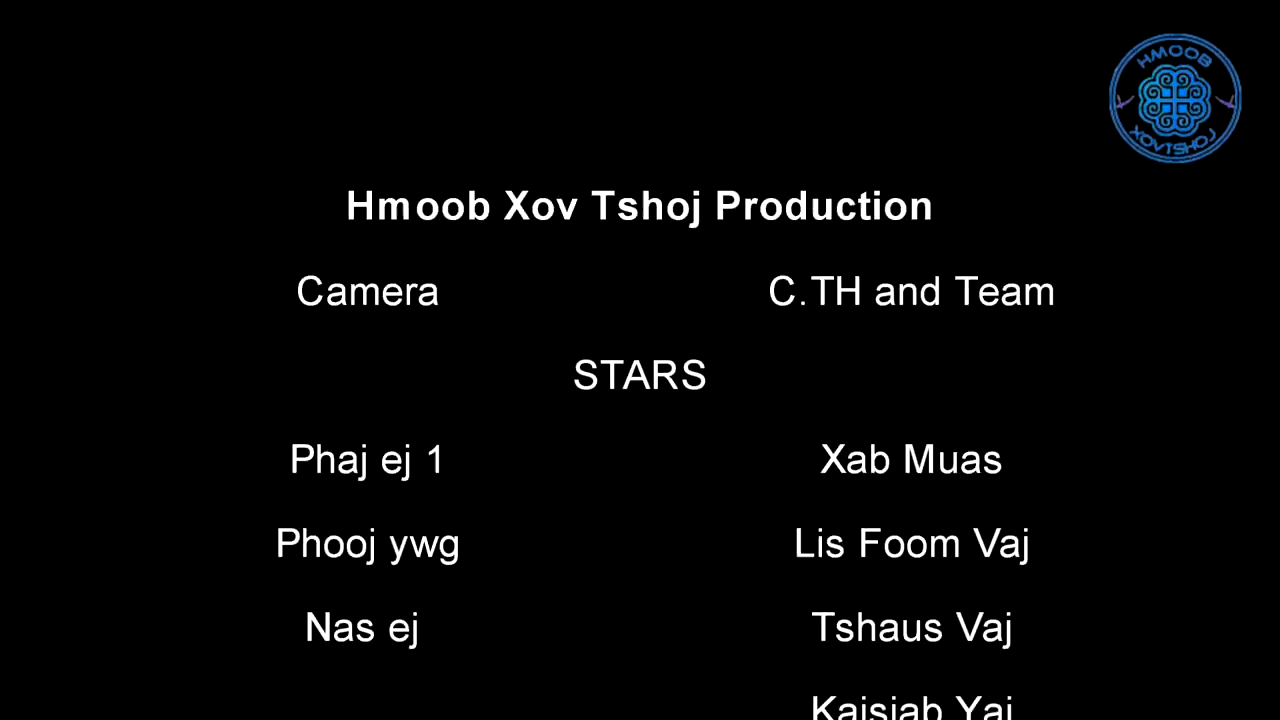 HMOOB
XOVTSHOJ
Hmoob Xov Tshoj Production
Camera C.TH and Team
STARS
Phaj ej 1 Xab Muas
Phooj ywg Lis Foom Vaj
Nas ej Tshaus Vaj
Kaisiab Yaj